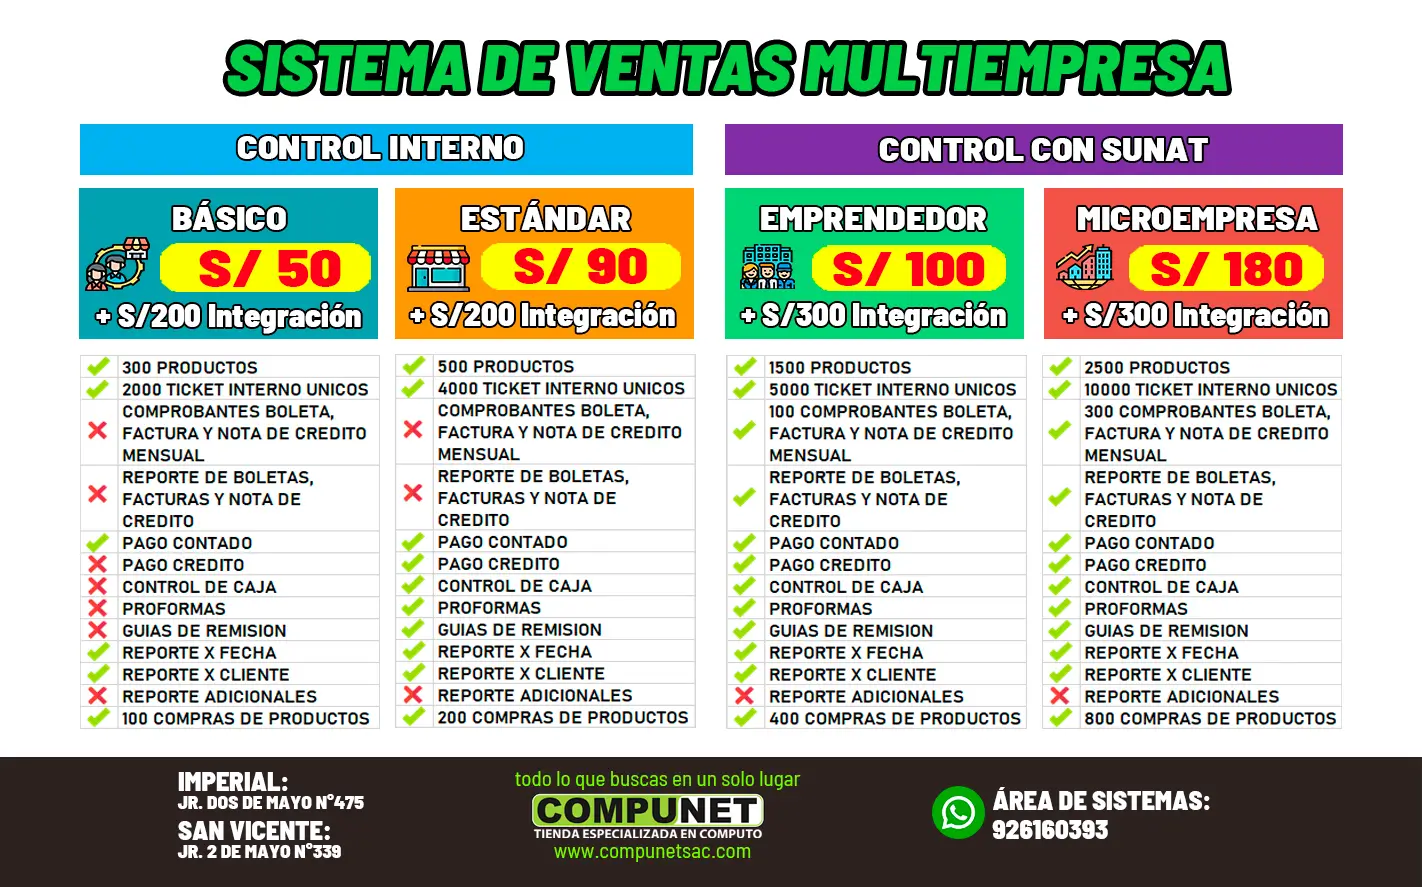 SISTEMA DE VENTAS MULTIEMPRESA
CONTROL INTERNO
BÁSICO
S/ 50
+ S/200 Integración
300 PRODUCTOS
2000 TICKET INTERNO UNICOS
COMPROBANTES BOLETA,
FACTURA Y NOTA DE CREDITO
MENSUAL
REPORTE DE BOLETAS,
FACTURAS Y NOTA DE
CREDITO
PAGO CONTADO
PAGO CREDITO
CONTROL DE CAJA
PROFORMAS
GUIAS DE REMISION
REPORTE X FECHA
REPORTE X CLIENTE
REPORTE ADICIONALES
100 COMPRAS DE PRODUCTOS
ESTÁNDAR
S/ 90
+ S/200 Integración
500 PRODUCTOS
4000 TICKET INTERNO UNICOS
COMPROBANTES BOLETA,
FACTURA Y NOTA DE CREDITO
MENSUAL
REPORTE DE BOLETAS,
FACTURAS Y NOTA DE
CREDITO
PAGO CONTADO
PAGO CREDITO
CONTROL DE CAJA
PROFORMAS
GUIAS DE REMISION
REPORTE X FECHA
REPORTE X CLIENTE
REPORTE ADICIONALES
200 COMPRAS DE PRODUCTOS
CONTROL CON SUNAT
EMPRENDEDOR
S/ 100
+ S/300 Integración
1500 PRODUCTOS
5000 TICKET INTERNO UNICOS
100 COMPROBANTES BOLETA,
FACTURA Y NOTA DE CREDITO
MENSUAL
REPORTE DE BOLETAS,
FACTURAS Y NOTA DE
CREDITO
PAGO CONTADO
PAGO CREDITO
CONTROL DE CAJA
PROFORMAS
GUIAS DE REMISION
REPORTE X FECHA
REPORTE X CLIENTE
REPORTE ADICIONALES
400 COMPRAS DE PRODUCTOS
MICROEMPRESA
S/ 180
+ S/300 Integración
2500 PRODUCTOS
10000 TICKET INTERNO UNICOS
300 COMPROBANTES BOLETA,
FACTURA Y NOTA DE CREDITO
MENSUAL
REPORTE DE BOLETAS,
FACTURAS Y NOTA DE
CREDITO
PAGO CONTADO
PAGO CREDITO
CONTROL DE CAJA
PROFORMAS
GUIAS DE REMISION
REPORTE X FECHA
REPORTE X CLIENTE
REPORTE ADICIONALES
800 COMPRAS DE PRODUCTOS
IMPERIAL:
JR. DOS DE MAYO N°475
SAN VICENTE:
JR. 2 DE MAYO N°339
todo lo que buscas en un solo lugar
COMPUNET
TIENDA ESPECIALIZADA EN COMPUTO
www.compunetsac.com
ÁREA DE SISTEMAS:
926160393